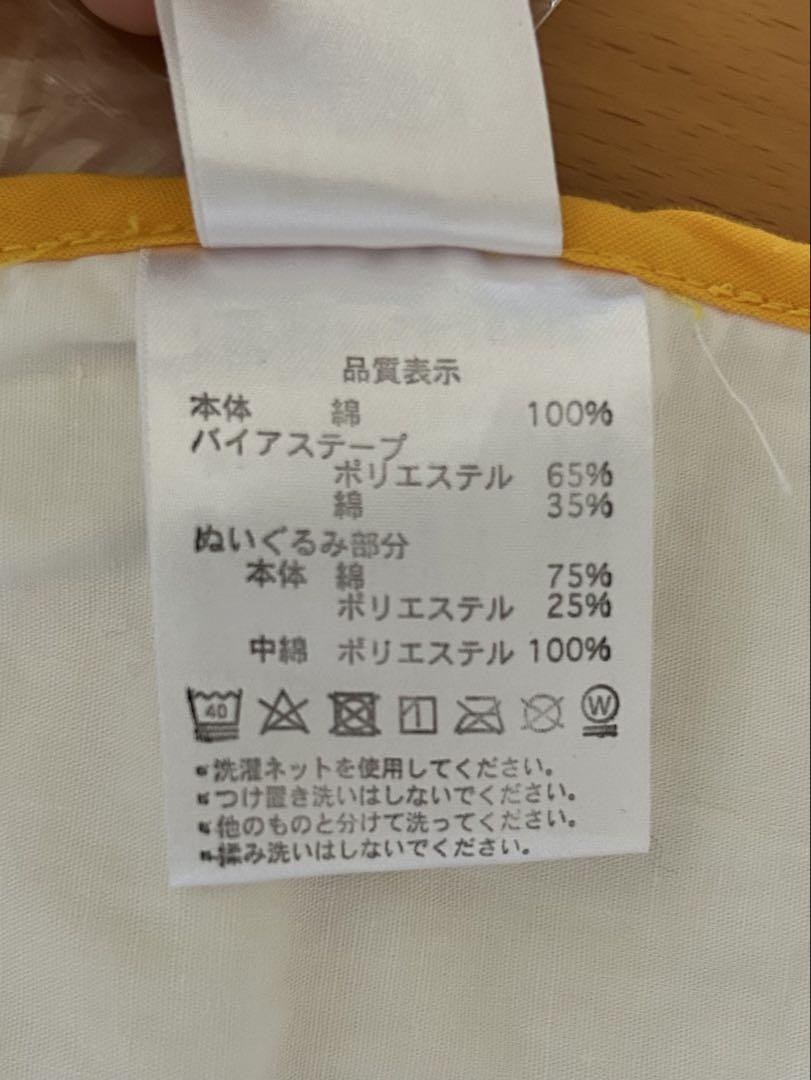 品質表示
本体 綿 100%
バイアステープ
ポリエステル 65%
綿 35%
ぬいぐるみ部分
本体 綿 75%
ポリエステル 25%
中綿 ポリエステル 100%
40 W
洗濯ネットを使用してください。
つけ置き洗いはしないでください。
他のものと分けて洗ってください。
揉み洗いはしないでください。